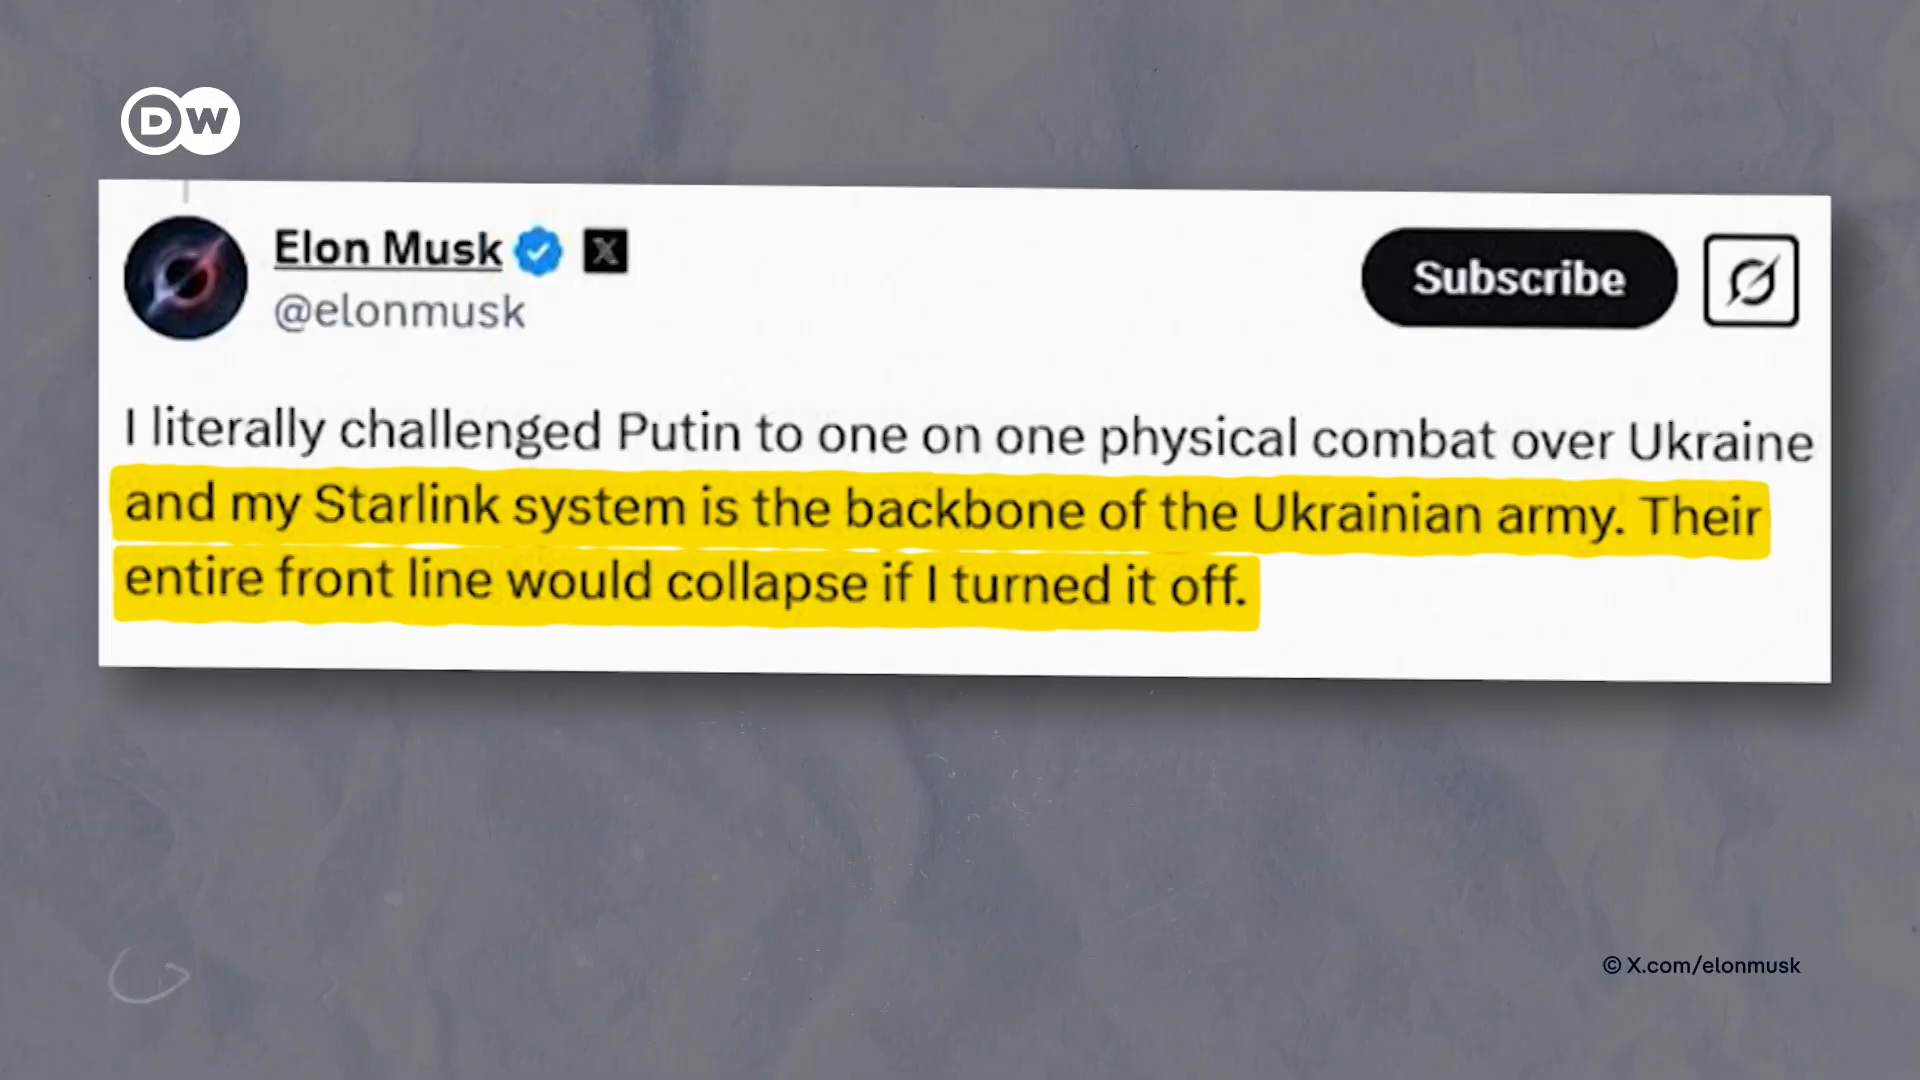 DW
Elon Musk
@elonmusk
Subscribe
I literally challenged Putin to one on one physical combat over Ukraine
and my Starlink system is the backbone of the Ukrainian army. Their
entire front line would collapse if I turned it off.
© X.com/elonmusk